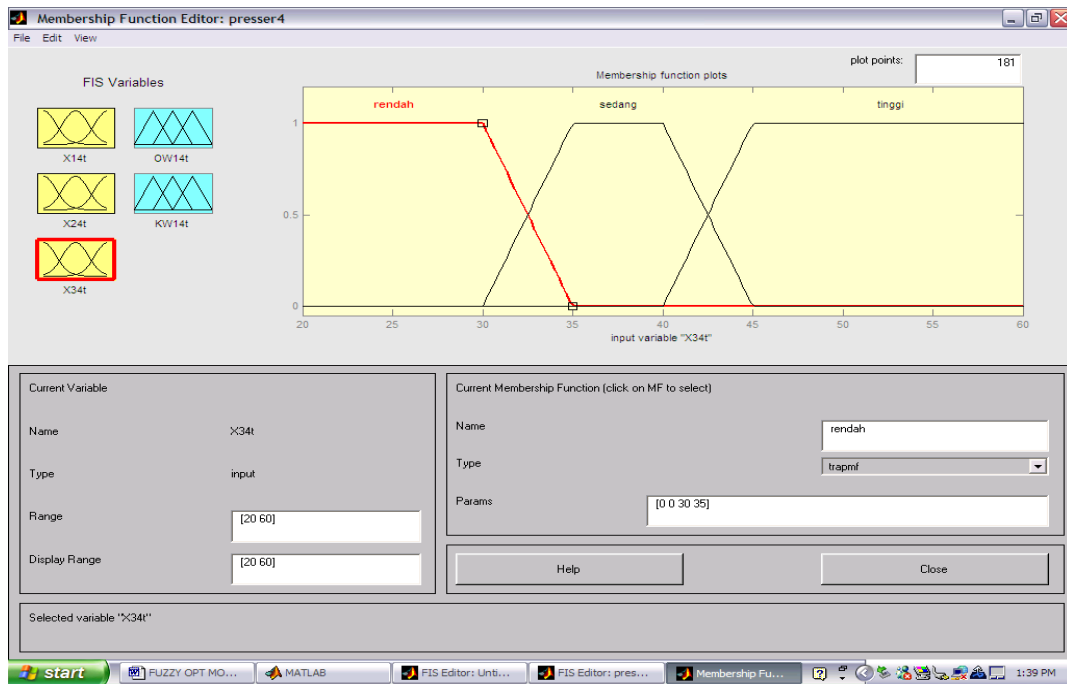 Membership Function Editor: presser4
File Edit View
FIS Variables
X14t
OW14t
X24t
KW14t
X34t
plot points:
181
Membership function plots
rendah
sedang
tinggi
1
0.5
0
20 25 30 35 40 45 50 55 60
input variable "X34t"
Current Variable
Name
X34t
Type
input
Range
[20 60]
Display Range
[20 60]
Current Membership Function (click on MF to select)
Name
rendah
Type
trapmf
Params
[0 0 30 35]
Help
Close
Selected variable "X34t"
start
FUZZY OPT MO...
MATLAB
FIS Editor: Unti...
FIS Editor: pres...
Membership Fu...
1:39 PM